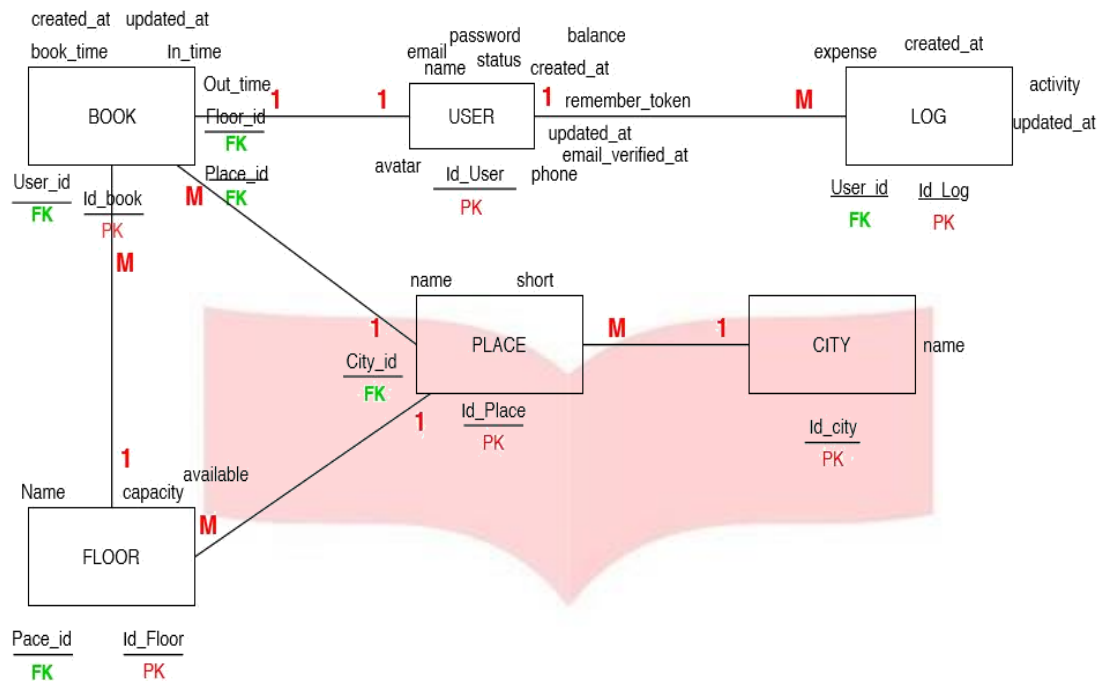 created_at updated_at
book_time In_time
Out_time
BOOK
Floor_id
FK
Place_id
FK
User_id
FK
Id_book
PK
1
1
M
M
password balance
email
name status created_at
USER
1
remember_token
updated_at
email_verified_at
avatar
Id_User
PK
phone
M
expense created_at
activity
LOG
updated_at
User_id Id_Log
FK PK
name short
PLACE
1
City_id
FK
Id_Place
PK
1
M
1
CITY
name
Id_city
PK
1
available
Name capacity
M
FLOOR
Pace_id Id_Floor
FK PK